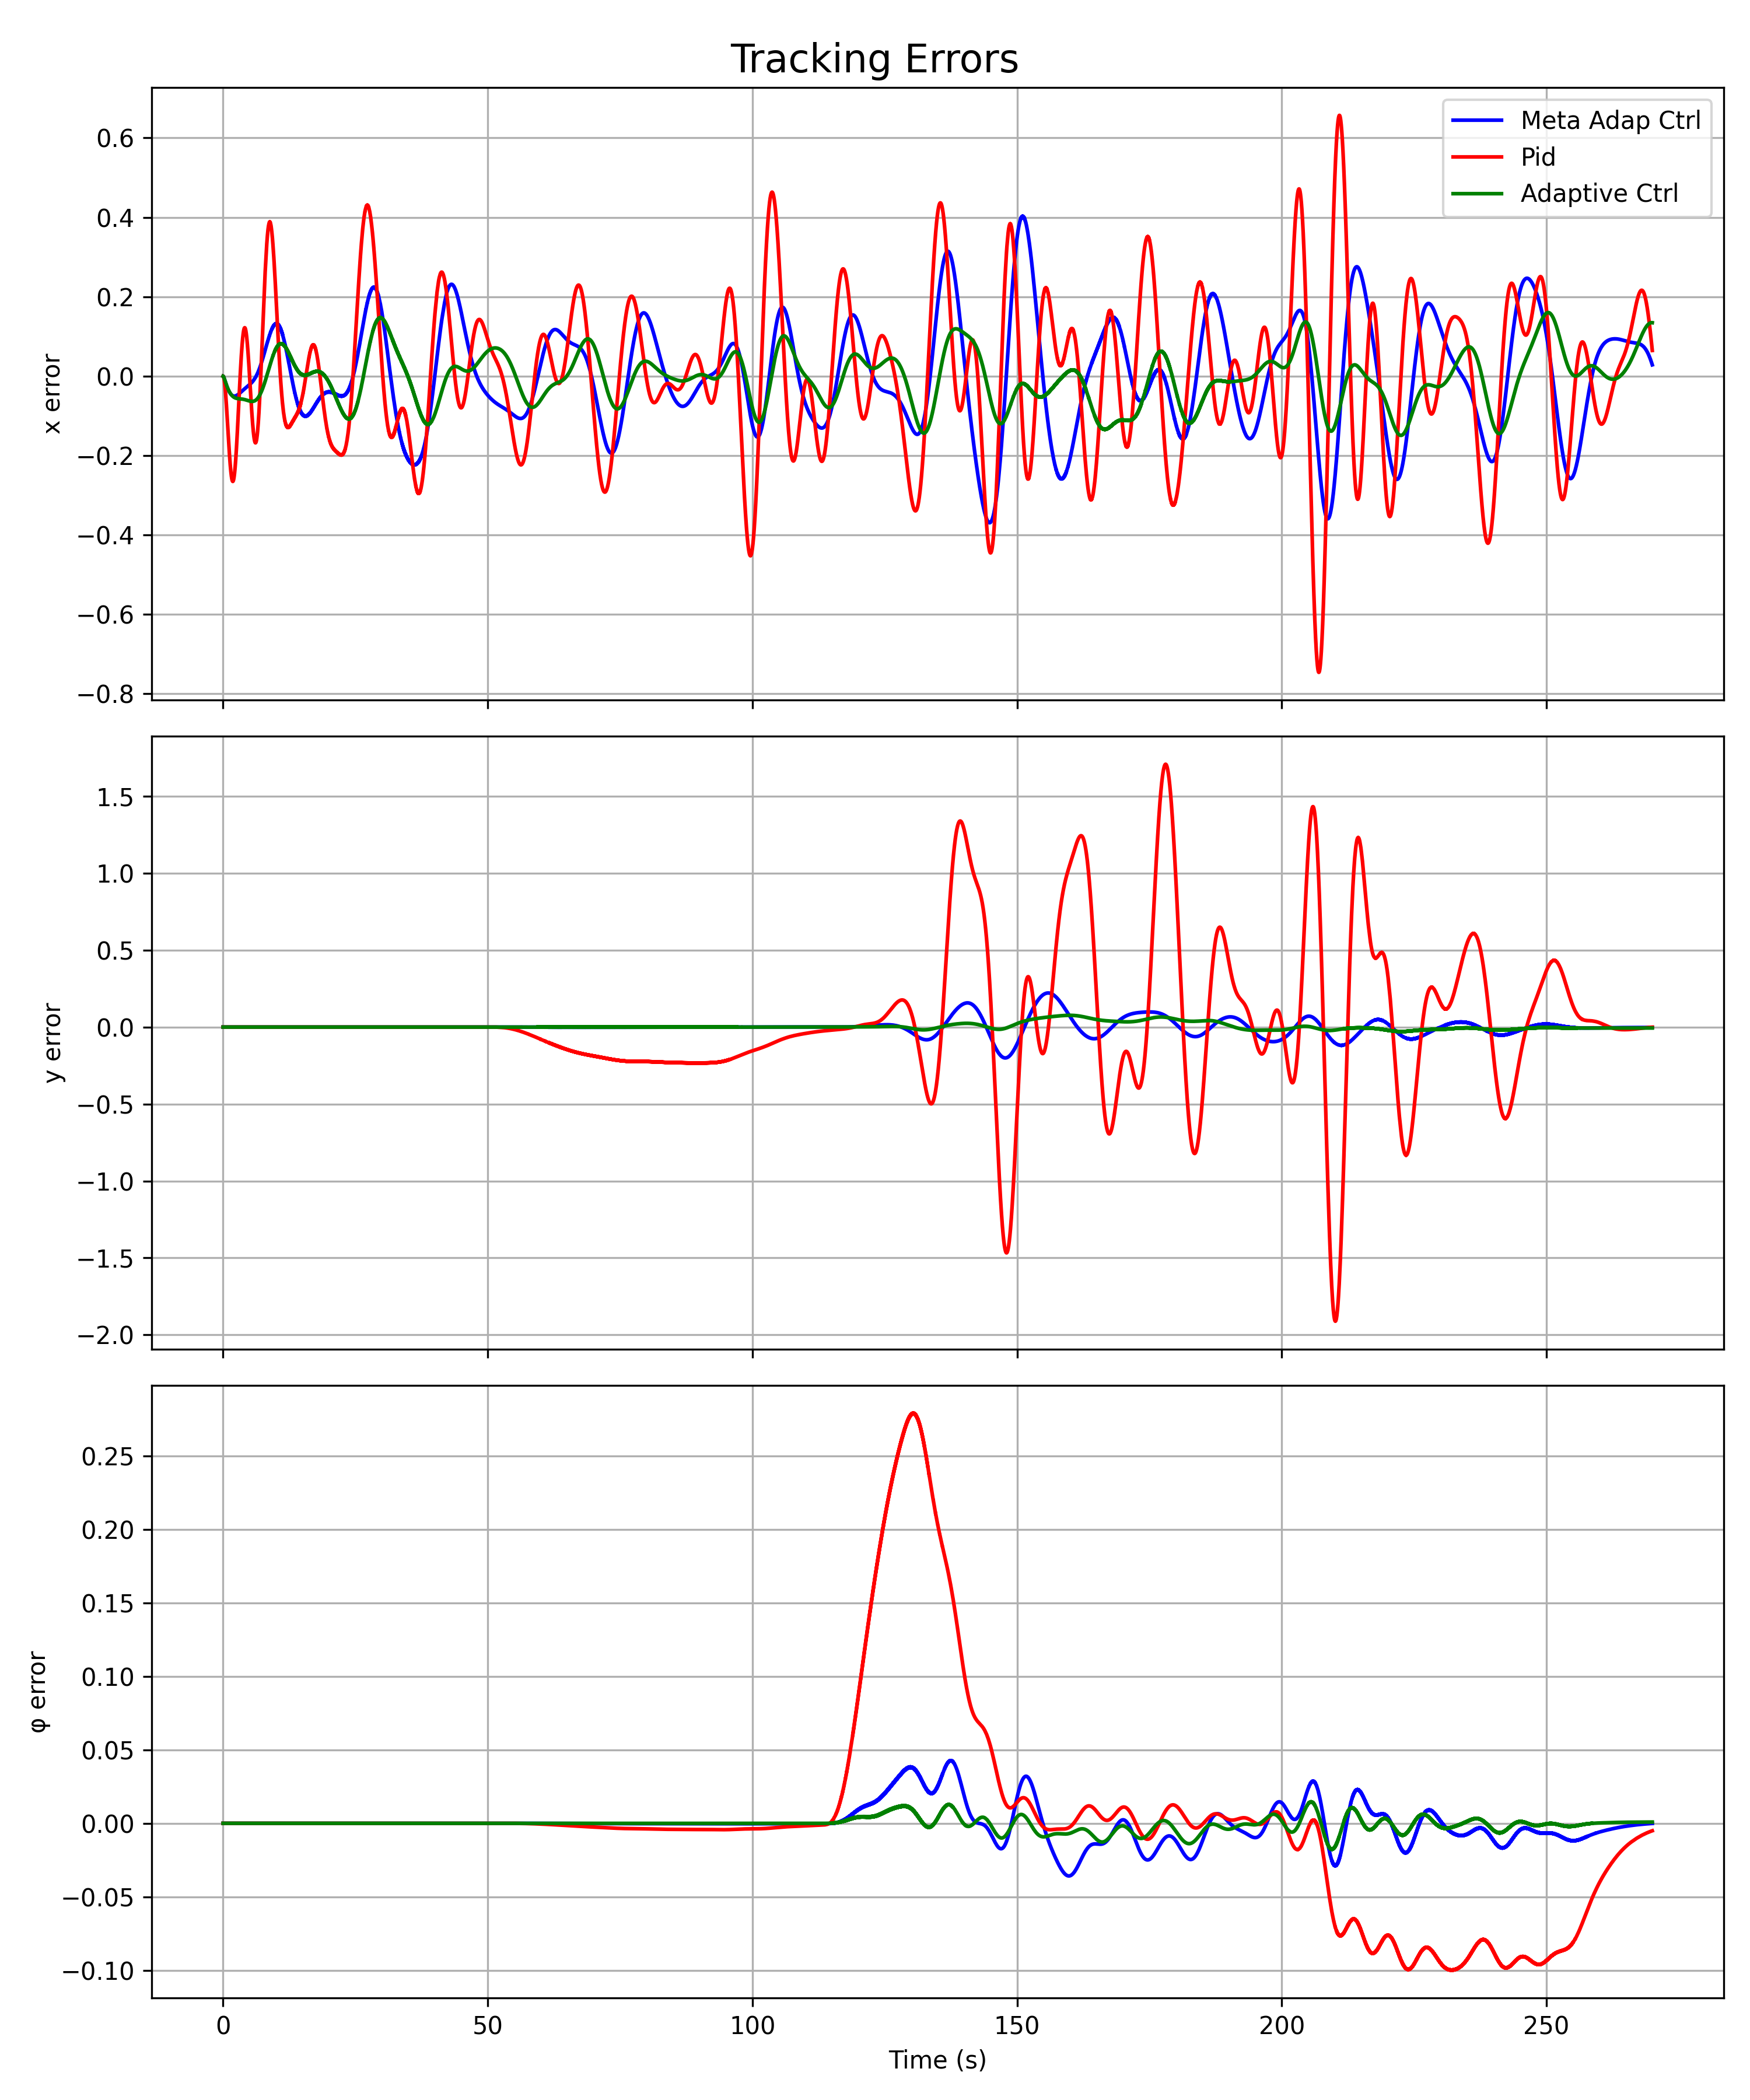 Tracking Errors
Meta Adap Ctrl
Pid
Adaptive Ctrl
0.6
0.4
0.2
0.0
−0.2
−0.4
−0.6
−0.8
x error
1.5
1.0
0.5
0.0
−0.5
−1.0
−1.5
−2.0
y error
0.25
0.20
0.15
0.10
0.05
0.00
−0.05
−0.10
φ error
0 50 100 150 200 250
Time (s)